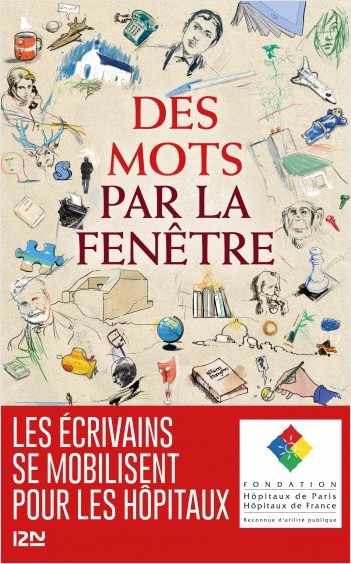 DES
MOTS
PAR LA
FENÊTRE
LES ÉCRIVAINS
SE MOBILISENT
POUR LES HÔPITAUX
FONDATION
Hôpitaux de Paris
Hôpitaux de France
Reconnue d'utilité publique
12N